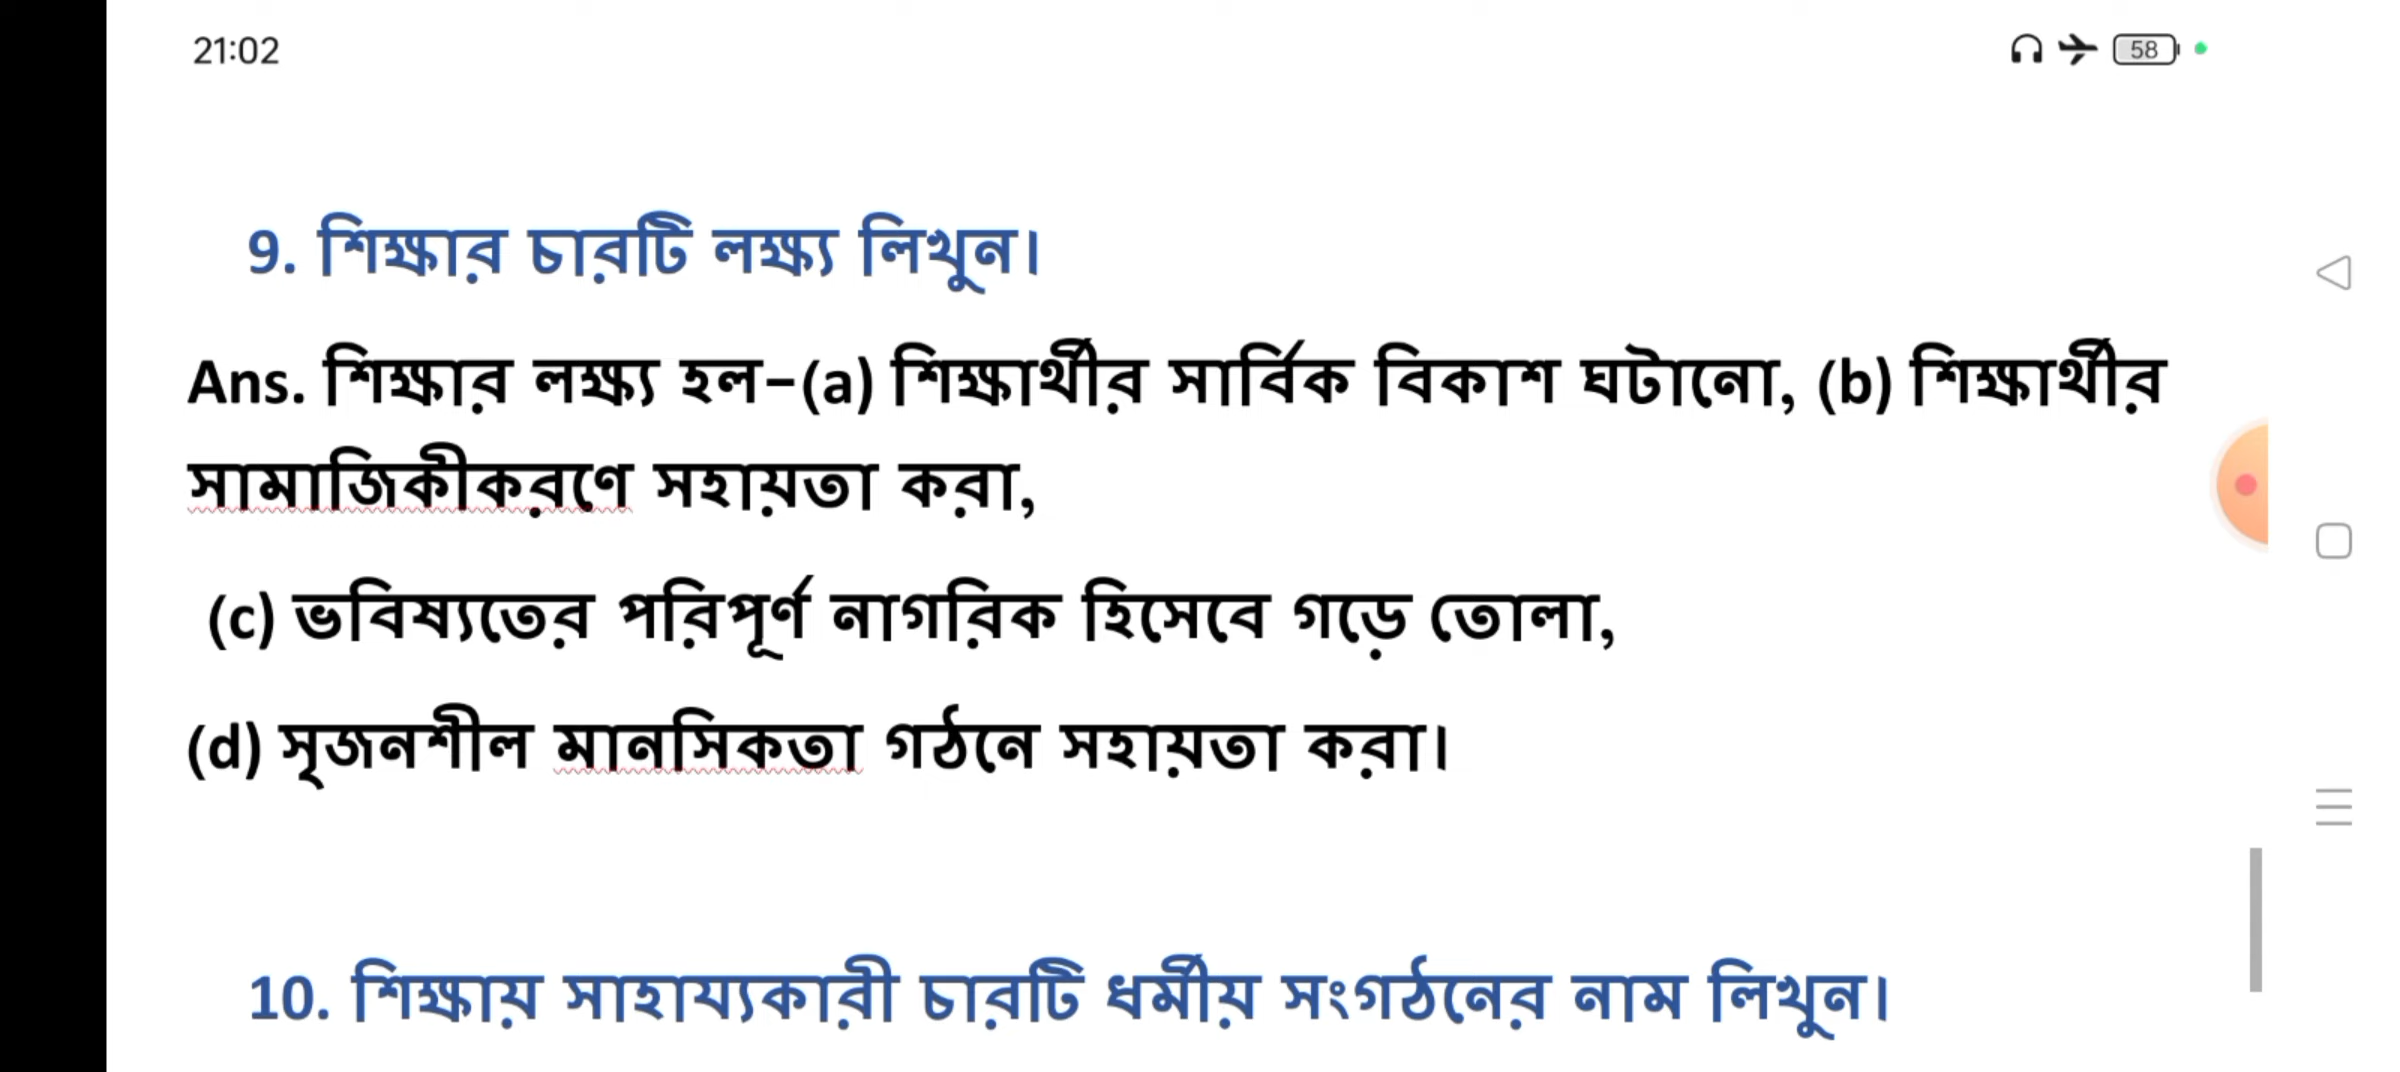 21:02
58
9. শিক্ষার চারটি লক্ষ্য লিখুন।
Ans. শিক্ষার লক্ষ্য হল–(a) শিক্ষার্থীর সার্বিক বিকাশ ঘটানো, (b) শিক্ষার্থীর
সামাজিকীকরণে সহায়তা করা,
(c) ভবিষ্যতের পরিপূর্ণ নাগরিক হিসেবে গড়ে তোলা,
(d) সৃজনশীল মানসিকতা গঠনে সহায়তা করা।
10. শিক্ষায় সাহায্যকারী চারটি ধর্মীয় সংগঠনের নাম লিখুন।